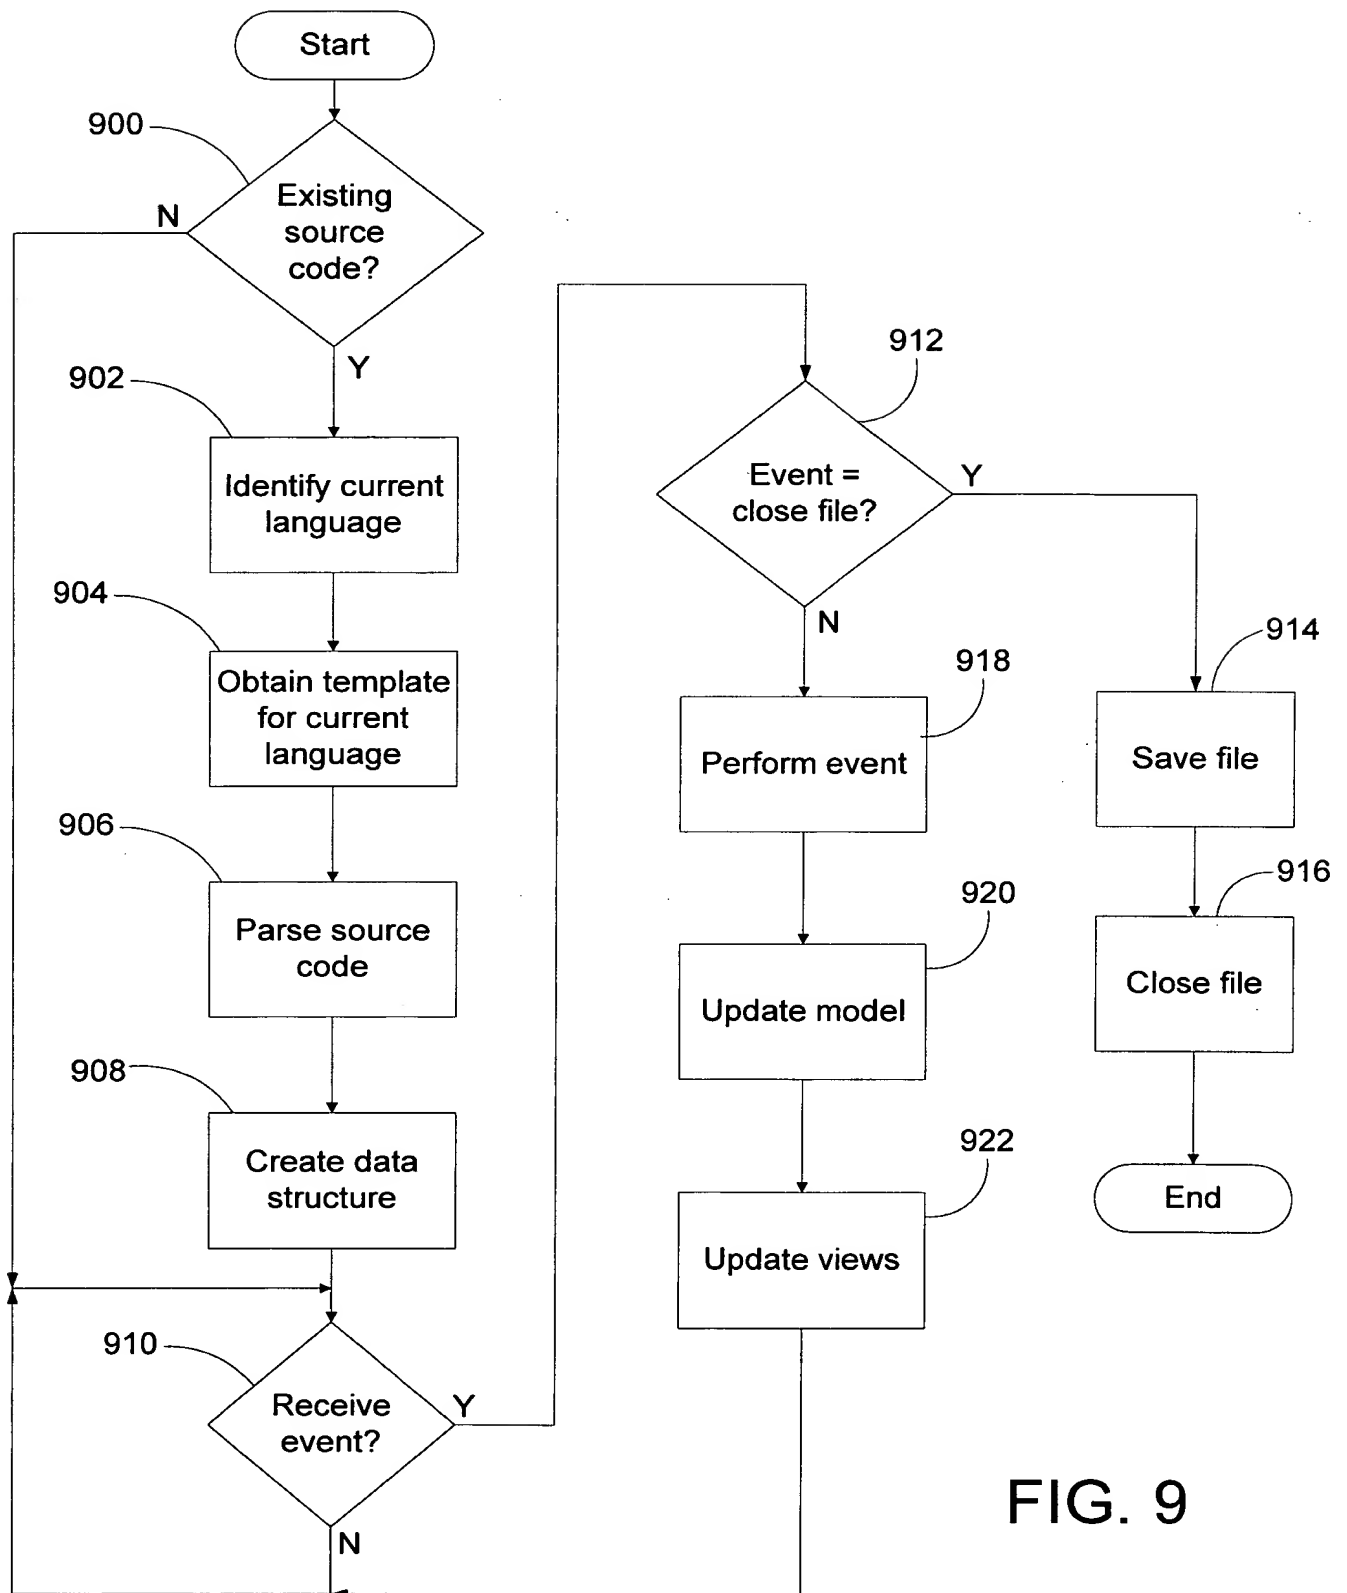 Start
900
Existing
source
code?
N
Y
902
Identify current
language
904
Obtain template
for current
language
906
Parse source
code
908
Create data
structure
910
Receive
event?
Y
N
912
Event =
close file?
Y
N
918
Perform event
920
Update model
922
Update views
914
Save file
916
Close file
End
FIG. 9